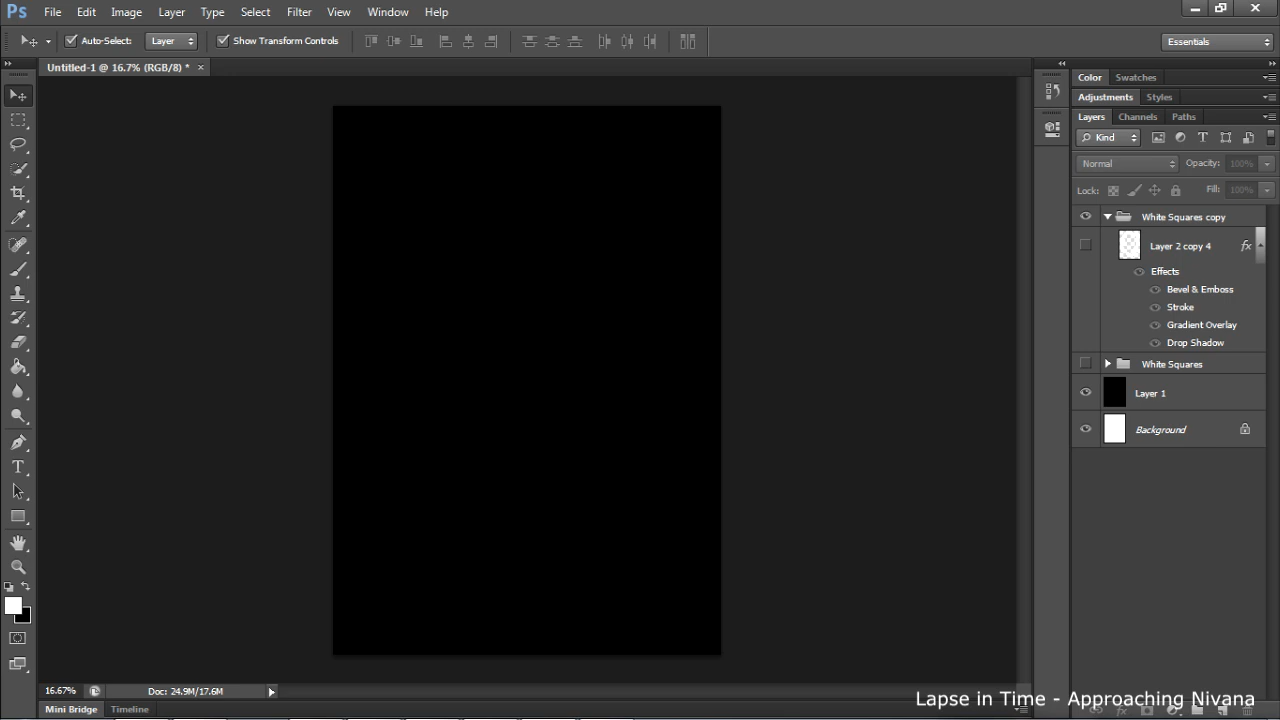 Ps File Edit Image Layer Type Select Filter View Window Help
Auto-Select: Layer Show Transform Controls Essentials
Untitled-1 @ 16.7% (RGB/8) * ×
Color Swatches
Adjustments Styles
Layers Channels Paths
Kind
Normal Opacity: 100%
Lock: Fill: 100%
White Squares copy
Layer 2 copy 4 fx
Effects
Bevel & Emboss
Stroke
Gradient Overlay
Drop Shadow
White Squares
Layer 1
Background
16.67% Doc: 24.9M/17.6M
Mini Bridge Timeline
Lapse in Time - Approaching Nivana